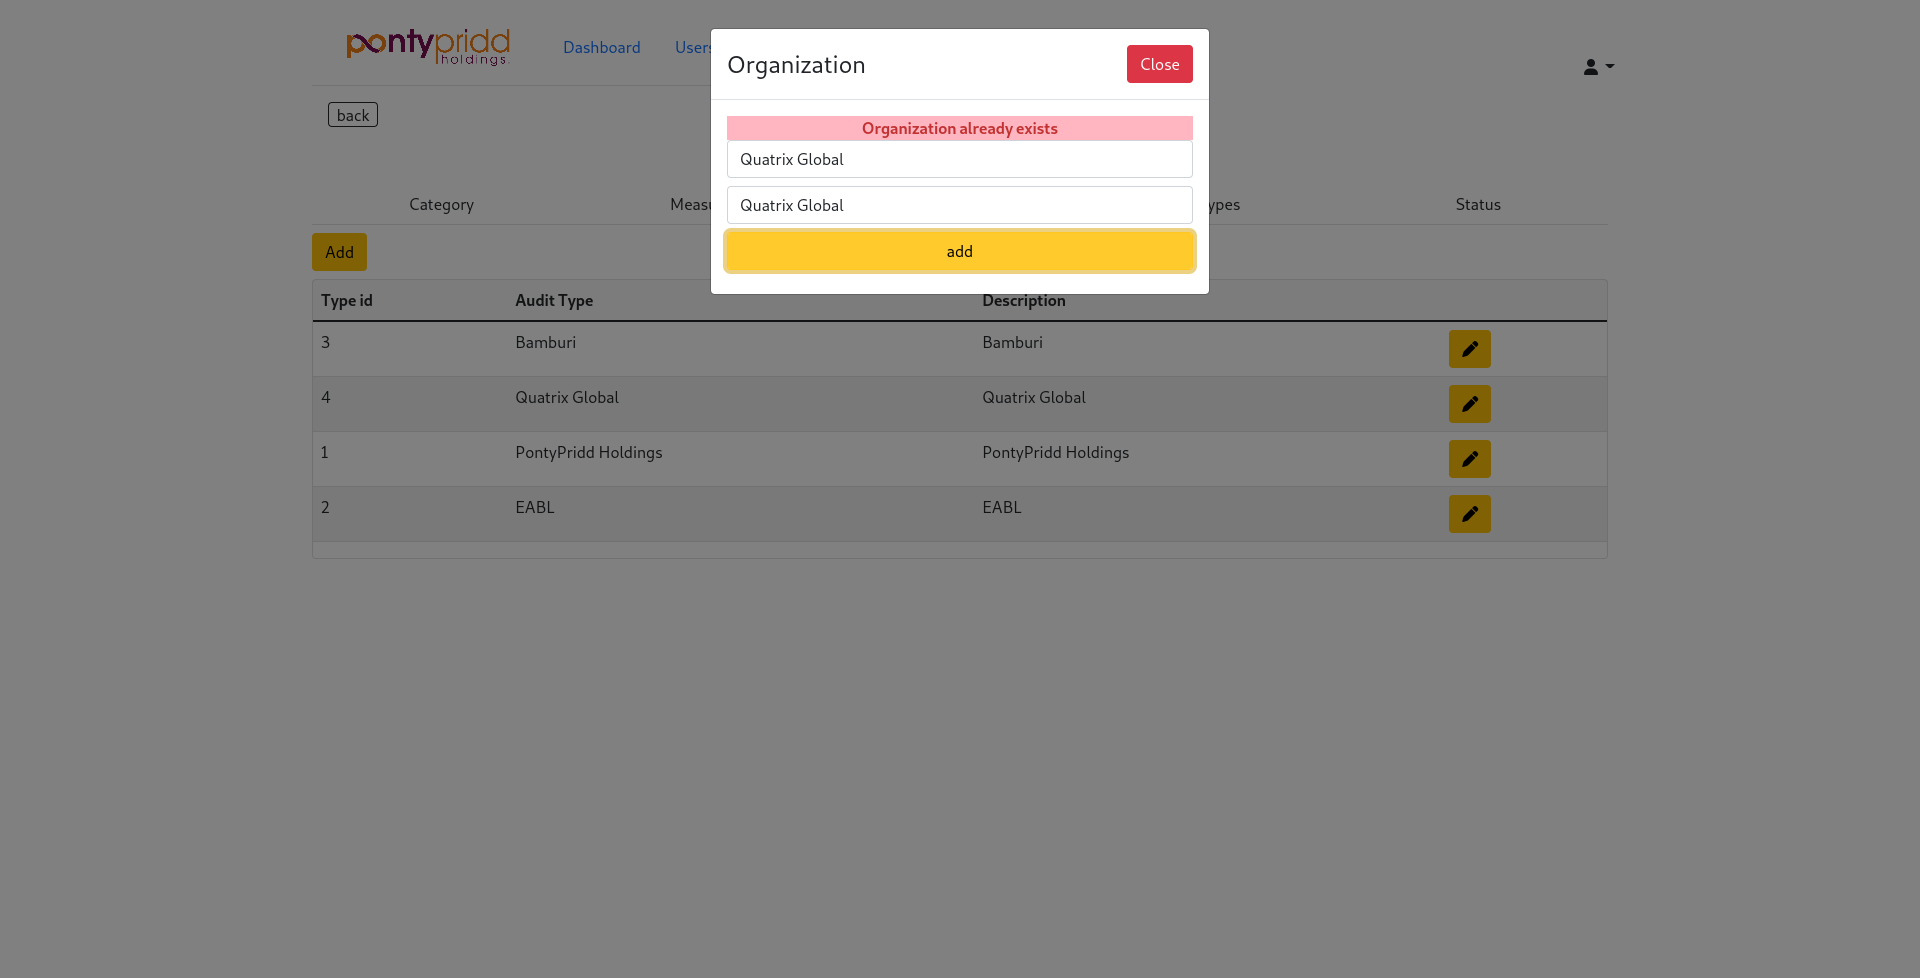 pontypridd
holdings
Dashboard
Users
back
Organization
Close
Organization already exists
Quatrix Global
Quatrix Global
add
Category
Status
Add
Type id Audit Type Description
3 Bamburi Bamburi
4 Quatrix Global Quatrix Global
1 PontyPridd Holdings PontyPridd Holdings
2 EABL EABL